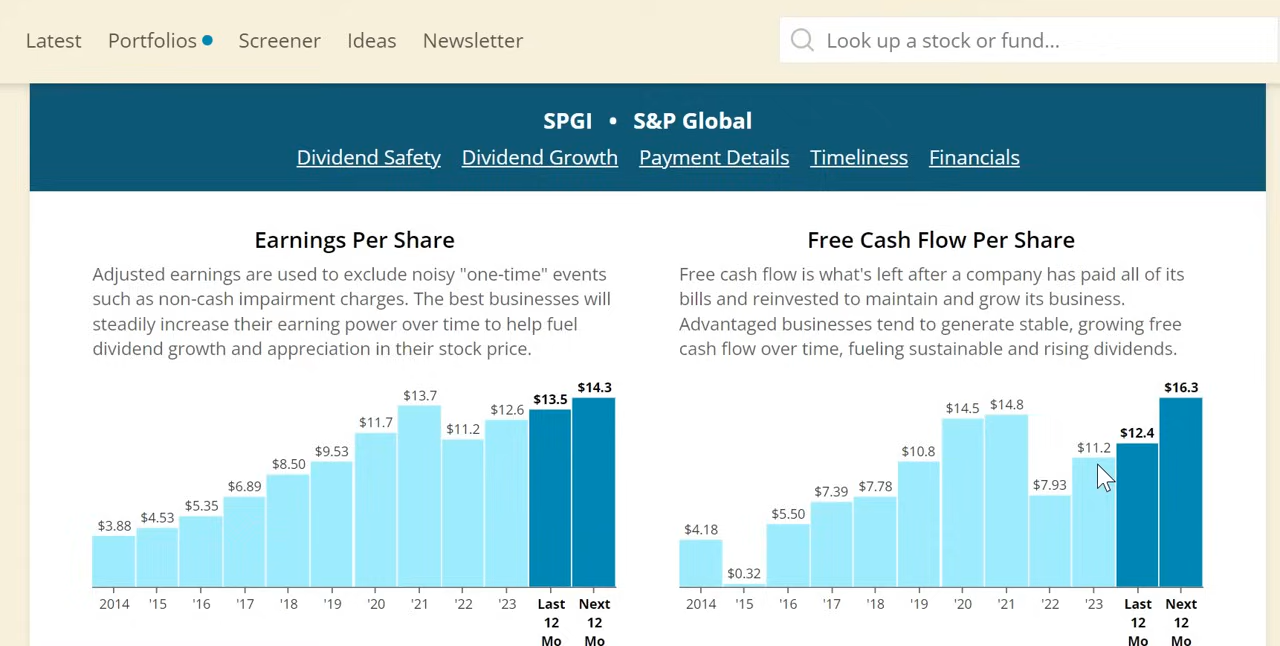 Latest Portfolios Screener Ideas Newsletter Look up a stock or fund...
SPGI • S&P Global
Dividend Safety Dividend Growth Payment Details Timeliness Financials
Earnings Per Share
Adjusted earnings are used to exclude noisy "one-time" events
such as non-cash impairment charges. The best businesses will
steadily increase their earning power over time to help fuel
dividend growth and appreciation in their stock price.
$3.88 $4.53 $5.35 $6.89 $8.50 $9.53 $11.7 $13.7 $11.2 $12.6 $13.5 $14.3
2014 '15 '16 '17 '18 '19 '20 '21 '22 '23 Last Next
12 12
Mo Mo
Free Cash Flow Per Share
Free cash flow is what's left after a company has paid all of its
bills and reinvested to maintain and grow its business.
Advantaged businesses tend to generate stable, growing free
cash flow over time, fueling sustainable and rising dividends.
$4.18 $0.32 $5.50 $7.39 $7.78 $10.8 $14.5 $14.8 $7.93 $11.2 $12.4 $16.3
2014 '15 '16 '17 '18 '19 '20 '21 '22 '23 Last Next
12 12
Mo Mo